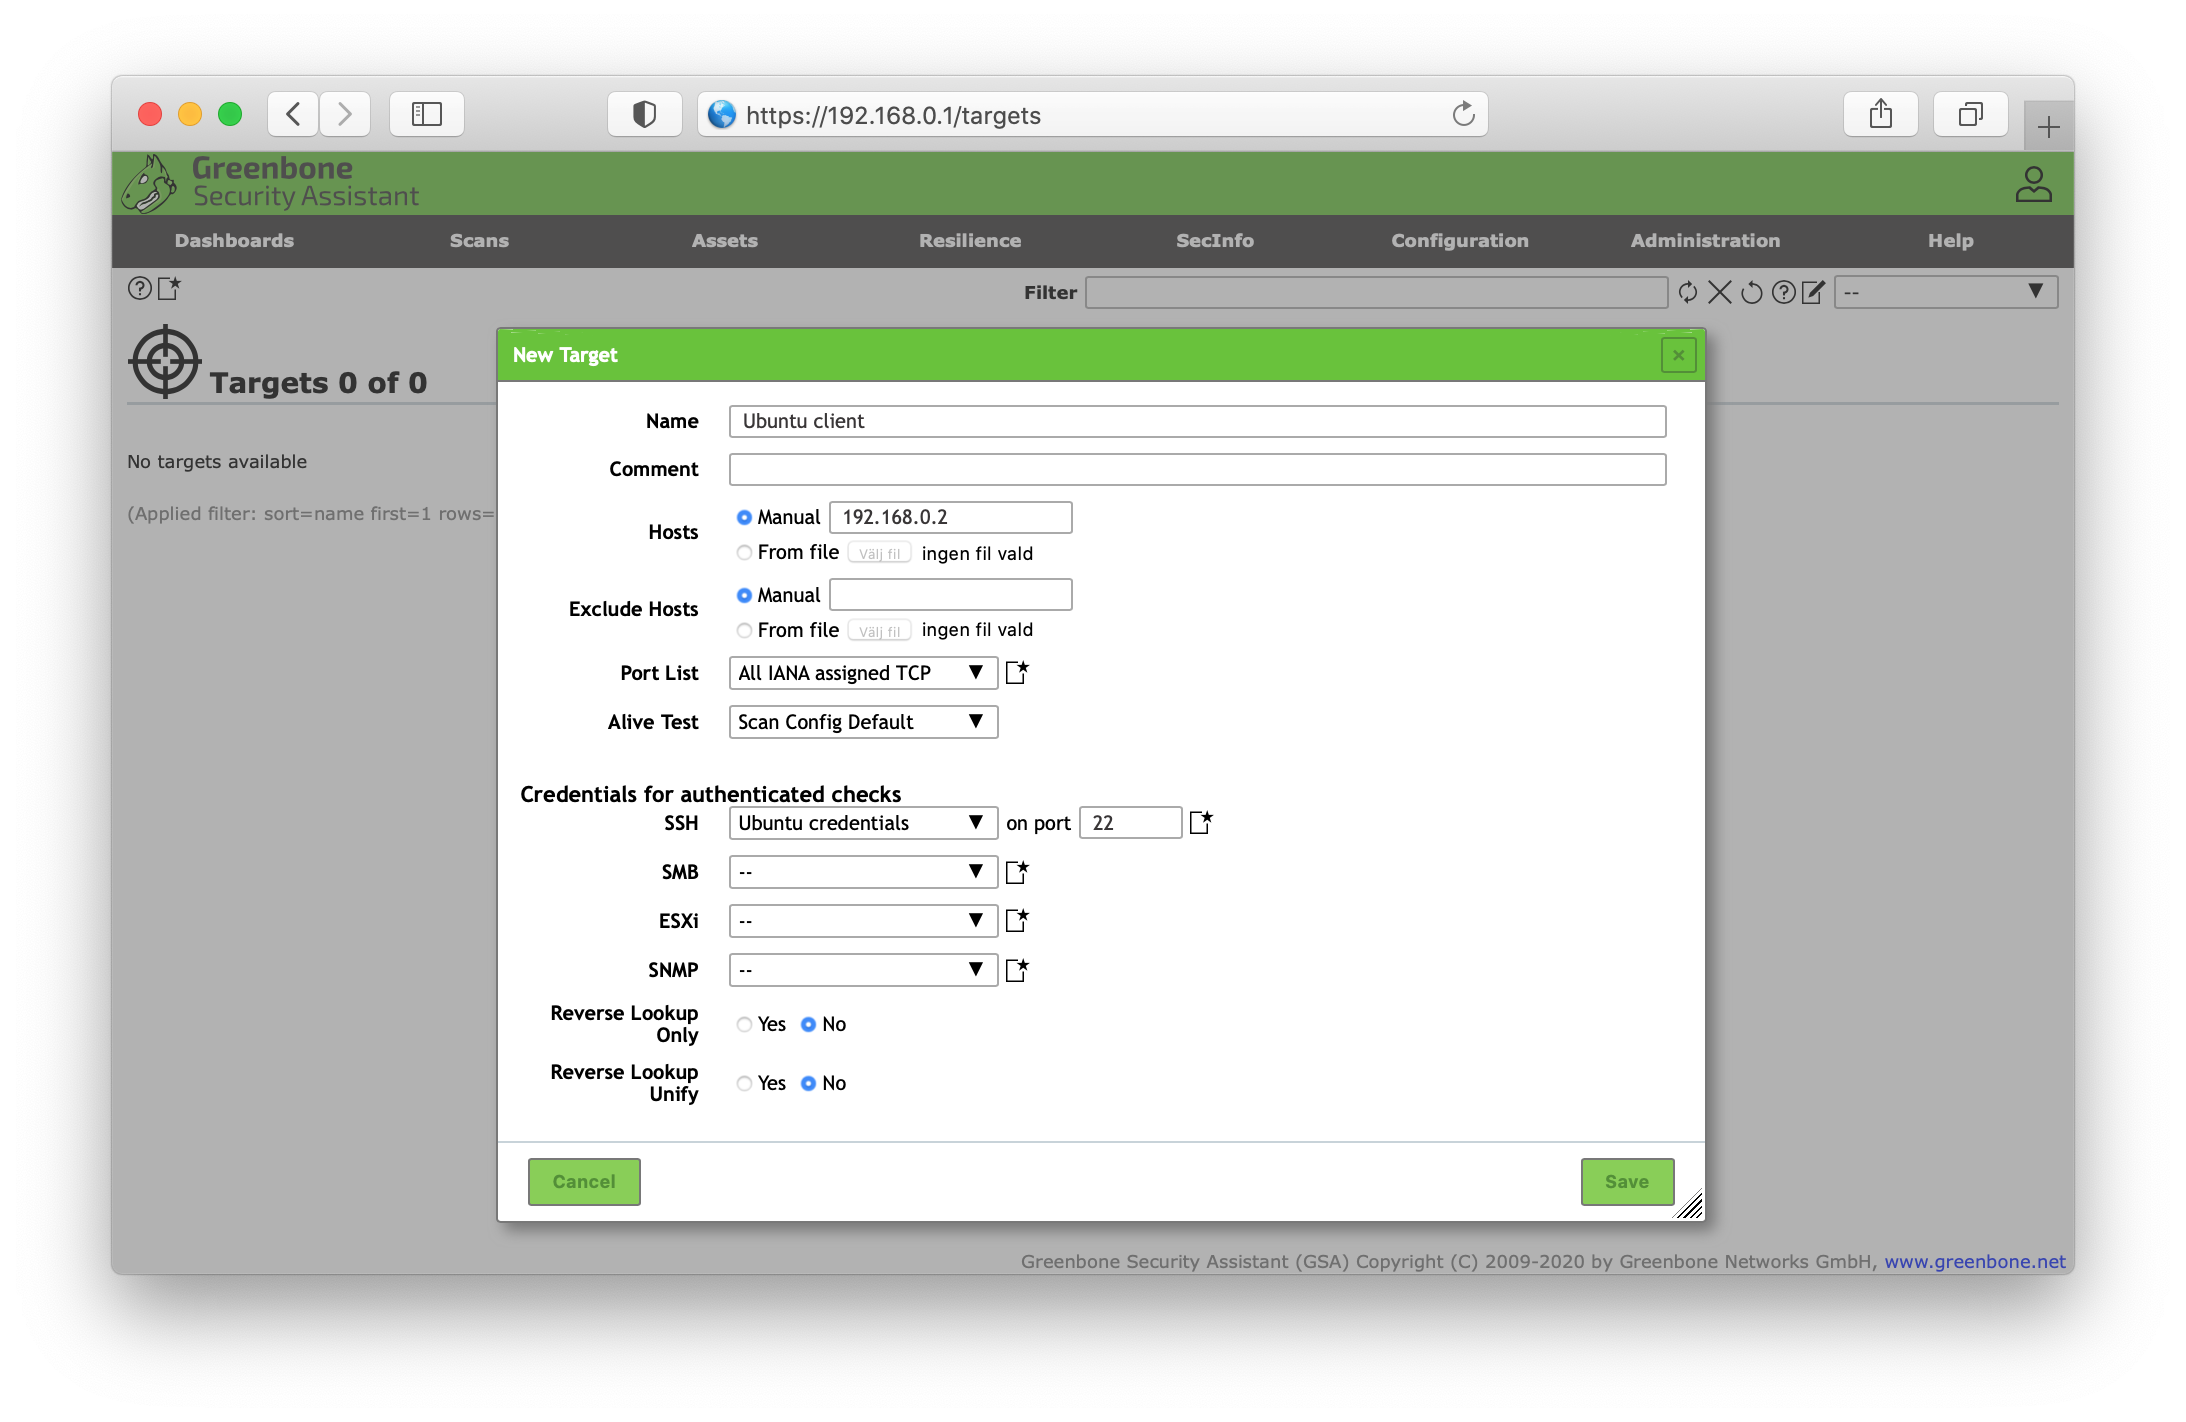 https://192.168.0.1/targets
Greenbone
Security Assistant
Dashboards Scans Assets Resilience SecInfo Configuration Administration Help
Filter --
Targets 0 of 0
No targets available
(Applied filter: sort=name first=1 rows=
New Target
Name Ubuntu client
Comment
Hosts
Manual 192.168.0.2
From file Välj fil ingen fil vald
Exclude Hosts
Manual
From file Välj fil ingen fil vald
Port List All IANA assigned TCP ▼
Alive Test Scan Config Default ▼
Credentials for authenticated checks
SSH Ubuntu credentials ▼ on port 22
SMB -- ▼
ESXi -- ▼
SNMP -- ▼
Reverse Lookup
Only
Yes No
Reverse Lookup
Unify
Yes No
Cancel Save
Greenbone Security Assistant (GSA) Copyright (C) 2009-2020 by Greenbone Networks GmbH, www.greenbone.net